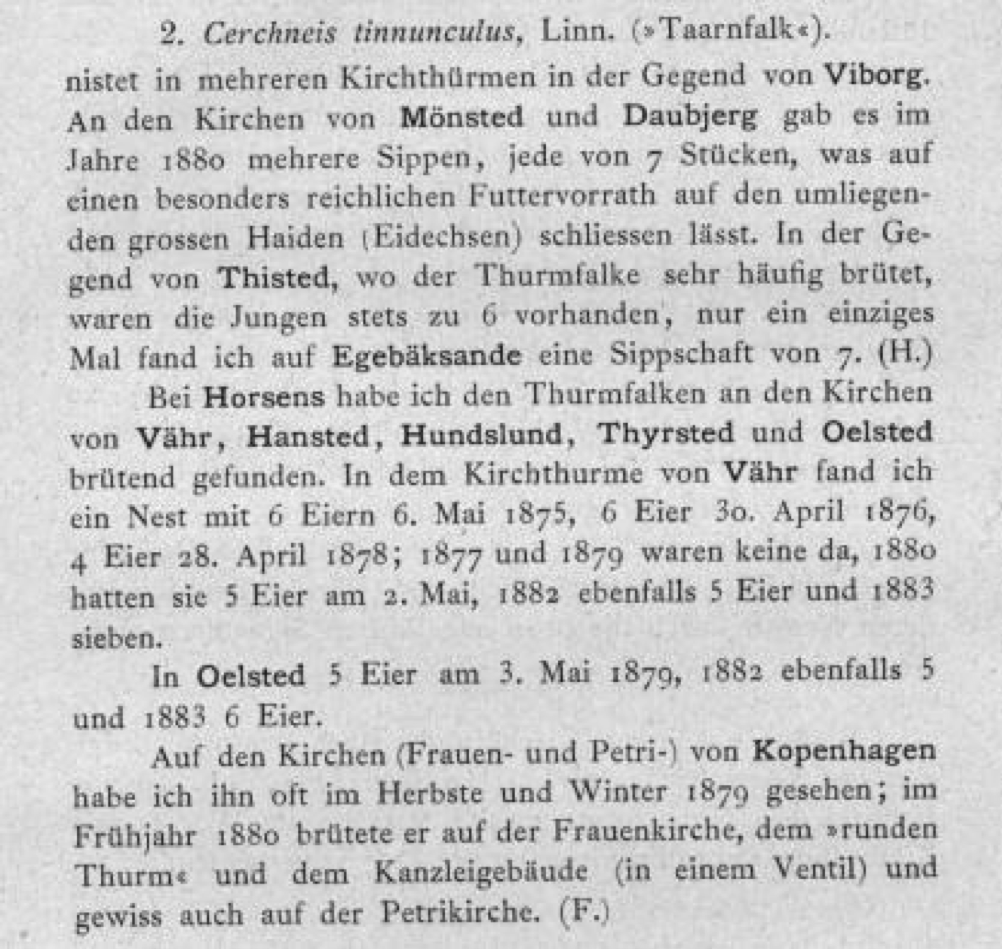 2. Cerchneis tinnunculus, Linn. (»Taarnfalk«).
nistet in mehreren Kirchthürmen in der Gegend von Viborg.
An den Kirchen von Mönsted und Daubjerg gab es im
Jahre 1880 mehrere Sippen, jede von 7 Stücken, was auf
einen besonders reichlichen Futtervorrath auf den umliegen-
den grossen Haiden (Eidechsen) schliessen lässt. In der Ge-
gend von Thisted, wo der Thurmfalke sehr häufig brütet,
waren die Jungen stets zu 6 vorhanden, nur ein einziges
Mal fand ich auf Egebäksande eine Sippschaft von 7. (H.)
Bei Horsens habe ich den Thurmfalken an den Kirchen
von Vähr, Hansted, Hundslund, Thyrsted und Oelsted
brütend gefunden. In dem Kirchthurme von Vähr fand ich
ein Nest mit 6 Eiern 6. Mai 1875, 6 Eier 30. April 1876,
4 Eier 28. April 1878; 1877 und 1879 waren keine da, 1880
hatten sie 5 Eier am 2. Mai, 1882 ebenfalls 5 Eier und 1883
sieben.
In Oelsted 5 Eier am 3. Mai 1879, 1882 ebenfalls 5
und 1883 6 Eier.
Auf den Kirchen (Frauen- und Petri-) von Kopenhagen
habe ich ihn oft im Herbste und Winter 1879 gesehen; im
Frühjahr 1880 brütete er auf der Frauenkirche, dem »runden
Thurm« und dem Kanzleigebäude (in einem Ventil) und
gewiss auch auf der Petrikirche. (F.)